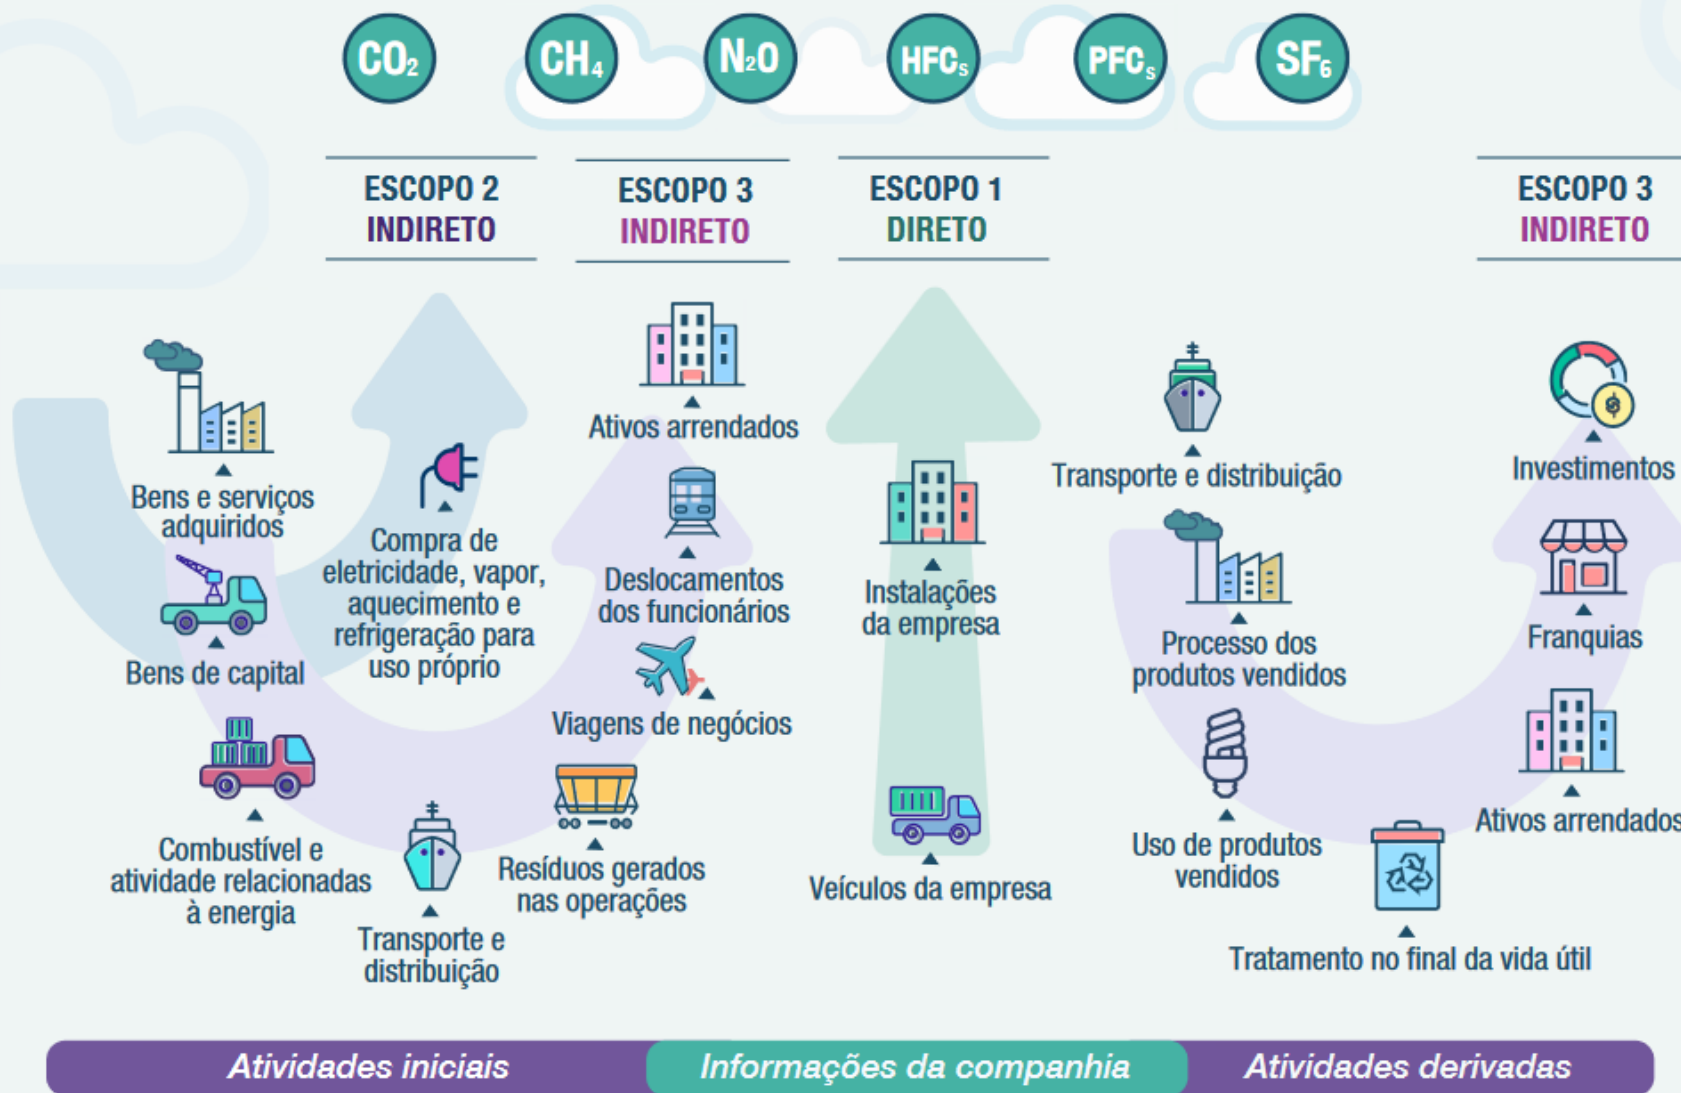 CO₂
CH₄
N₂O
HFCs
PFCs
SF₆
ESCOPO 2
INDIRETO
ESCOPO 3
INDIRETO
ESCOPO 1
DIRETO
ESCOPO 3
INDIRETO
Bens e serviços
adquiridos
Bens de capital
Combustível e
atividade relacionadas
à energia
Compra de
eletricidade, vapor,
aquecimento e
refrigeração para
uso próprio
Transporte e
distribuição
Ativos arrendados
Deslocamentos
dos funcionários
Viagens de negócios
Resíduos gerados
nas operações
Instalações
da empresa
Veículos da empresa
Transporte e distribuição
Processo dos
produtos vendidos
Uso de produtos
vendidos
Tratamento no final da vida útil
$
Investimentos
Franquias
Ativos arrendados
Atividades iniciais
Informações da companhia
Atividades derivadas